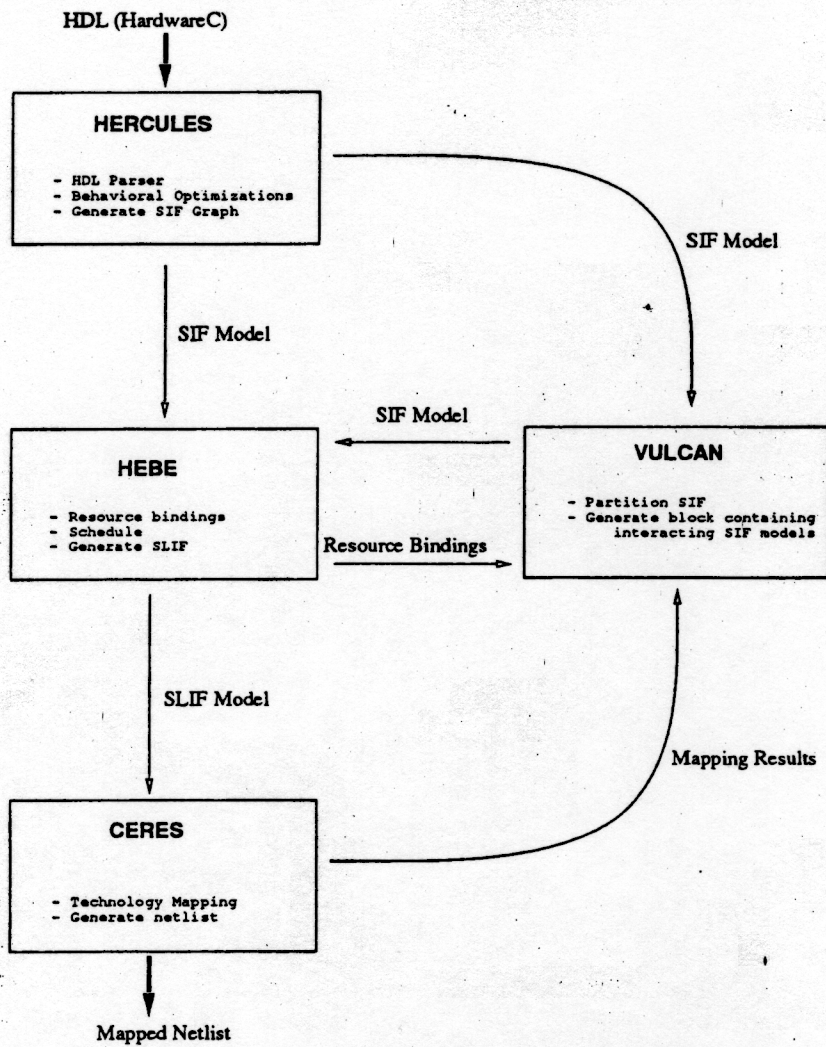 HDL (HardwareC)
HERCULES
- HDL Parser
- Behavioral Optimizations
- Generate SIF Graph
SIF Model
SIF Model
SIF Model
HEBE
- Resource bindings
- Schedule
- Generate SLIF
VULCAN
- Partition SIF
- Generate block containing
interacting SIF models
Resource Bindings
SLIF Model
Mapping Results
CERES
- Technology Mapping
- Generate netlist
Mapped Netlist